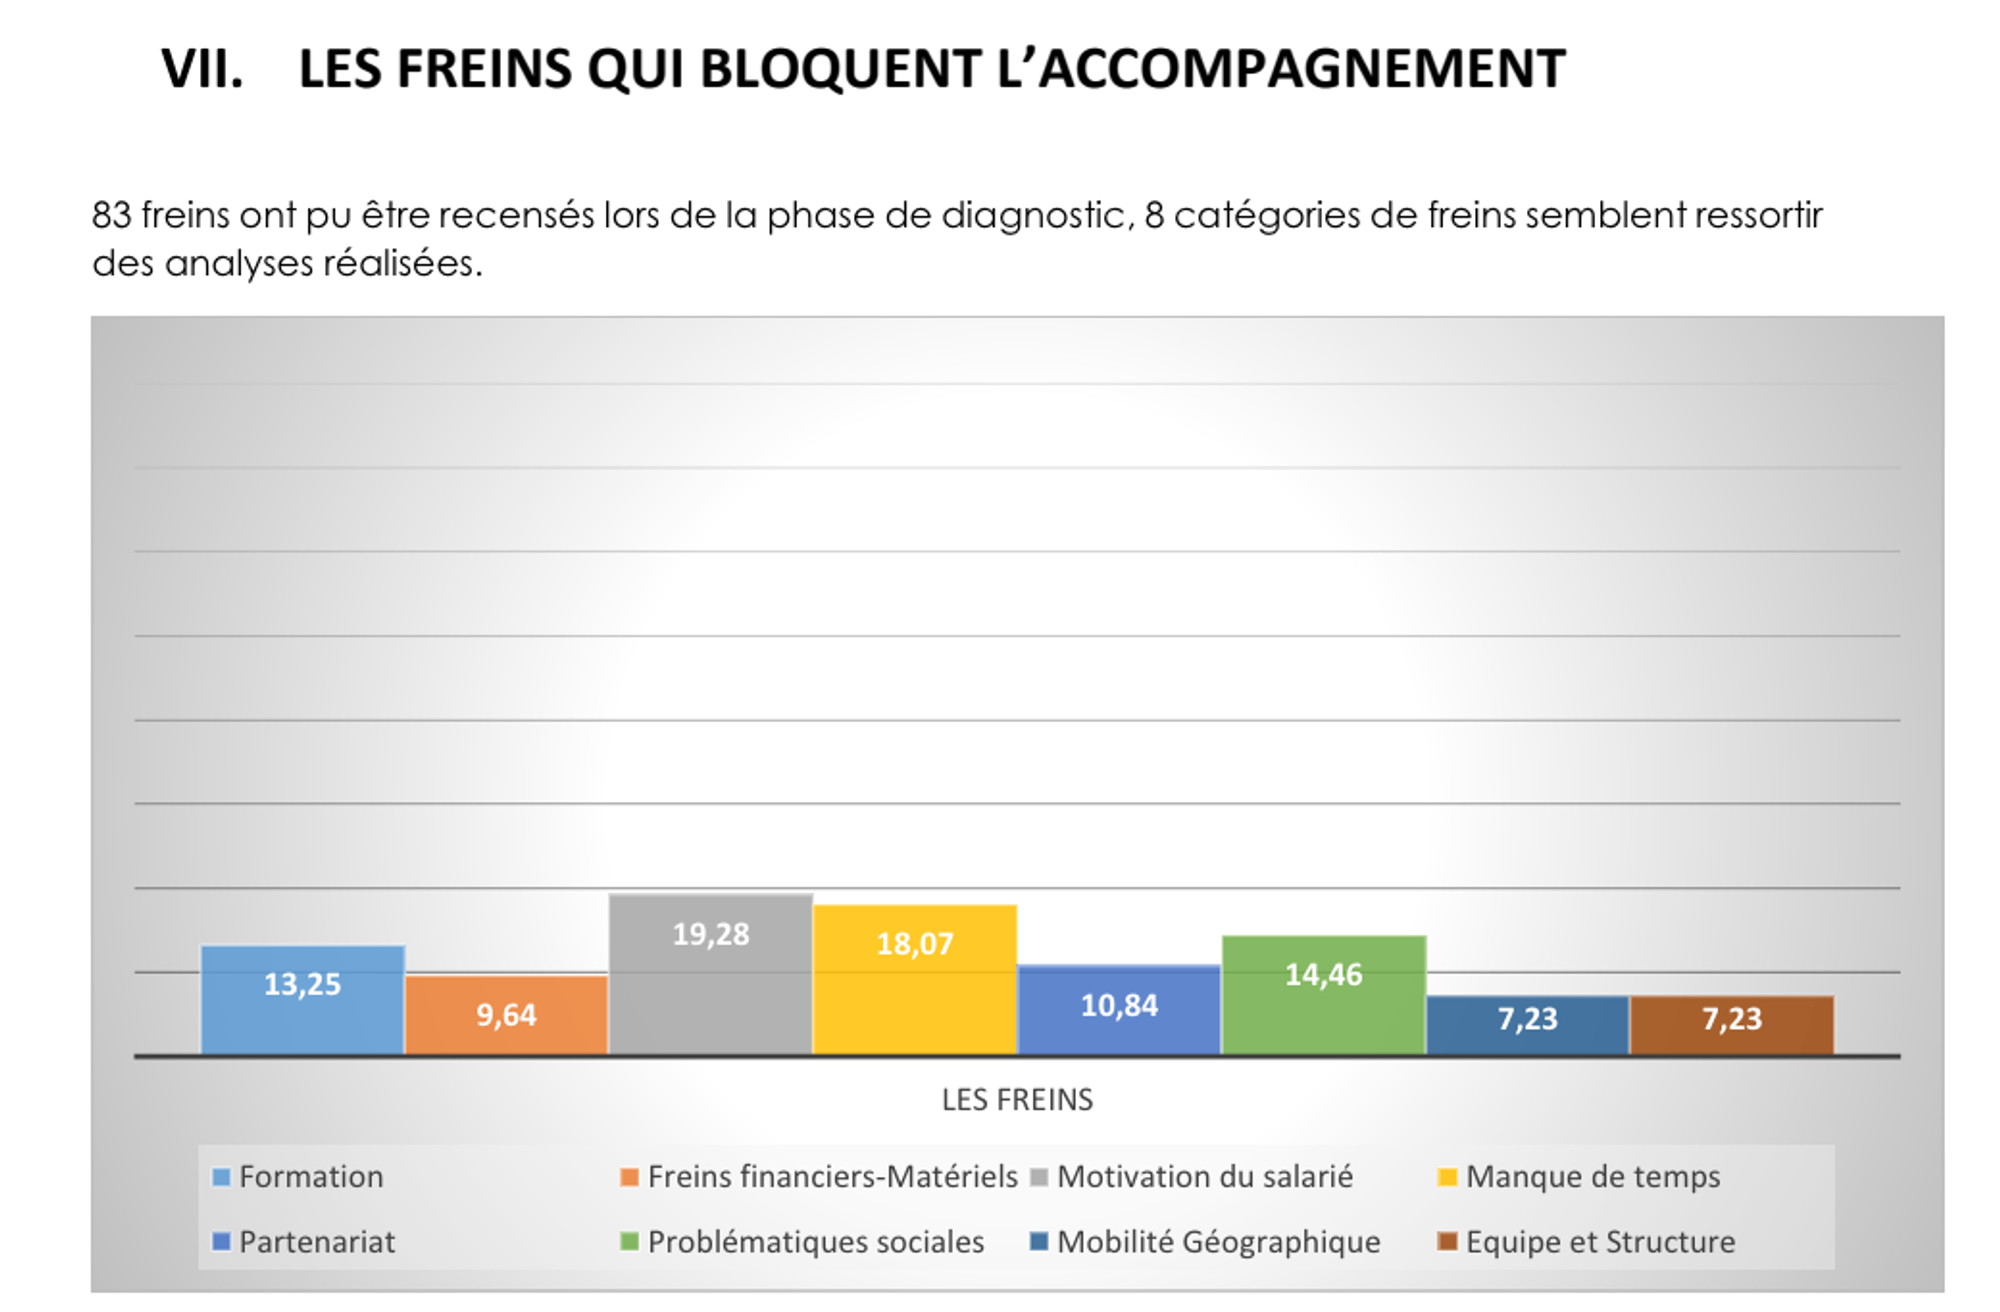 VII. LES FREINS QUI BLOQUENT L’ACCOMPAGNEMENT
83 freins ont pu être recensés lors de la phase de diagnostic, 8 catégories de freins semblent ressortir
des analyses réalisées.
13,25
9,64
19,28
18,07
10,84
14,46
7,23
7,23
LES FREINS
Formation
Freins financiers-Matériels
Motivation du salarié
Manque de temps
Partenariat
Problématiques sociales
Mobilité Géographique
Equipe et Structure